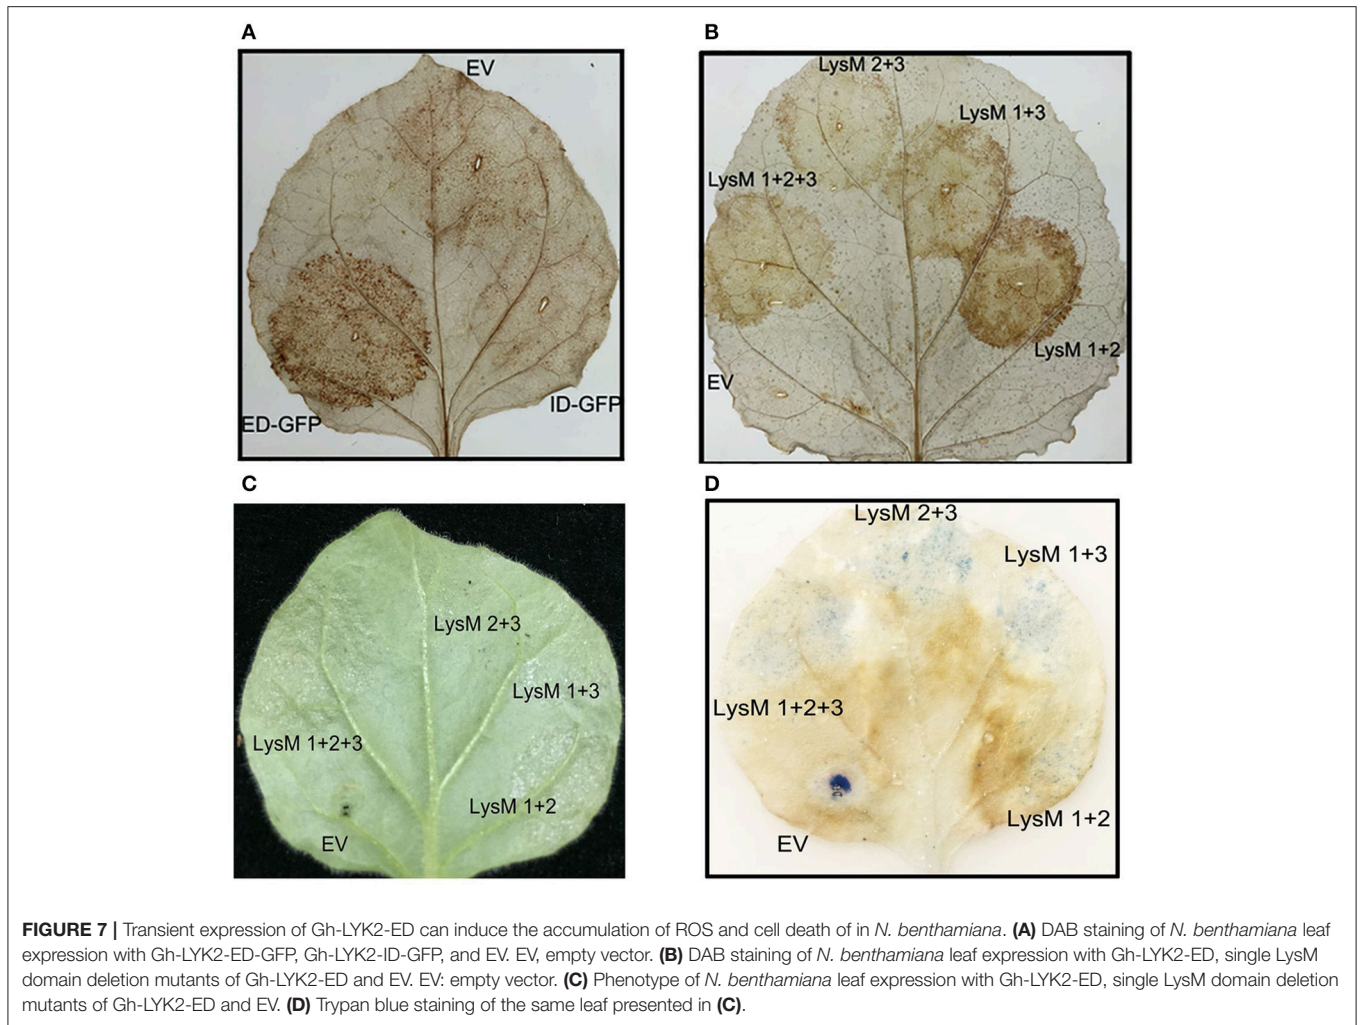 A
EV
ED-GFP
ID-GFP
B
LysM 2+3
LysM 1+3
LysM 1+2+3
LysM 1+2
EV
C
LysM 2+3
LysM 1+3
LysM 1+2+3
LysM 1+2
EV
D
LysM 2+3
LysM 1+3
LysM 1+2+3
LysM 1+2
EV
FIGURE 7 | Transient expression of Gh-LYK2-ED can induce the accumulation of ROS and cell death of in N. benthamiana. (A) DAB staining of N. benthamiana leaf
expression with Gh-LYK2-ED-GFP, Gh-LYK2-ID-GFP, and EV. EV, empty vector. (B) DAB staining of N. benthamiana leaf expression with Gh-LYK2-ED, single LysM
domain deletion mutants of Gh-LYK2-ED and EV. EV: empty vector. (C) Phenotype of N. benthamiana leaf expression with Gh-LYK2-ED, single LysM domain deletion
mutants of Gh-LYK2-ED and EV. (D) Trypan blue staining of the same leaf presented in (C).